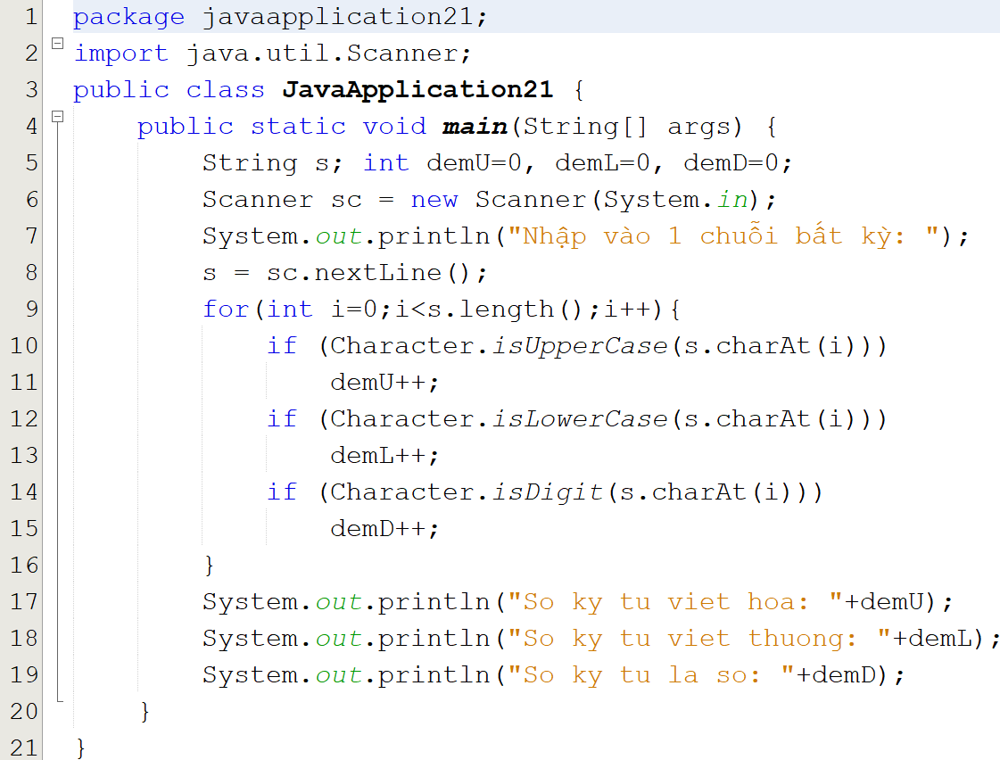 1 package javaapplication21;
2 import java.util.Scanner;
3 public class JavaApplication21 {
4     public static void main(String[] args) {
5         String s; int demU=0, demL=0, demD=0;
6         Scanner sc = new Scanner(System.in);
7         System.out.println("Nhập vào 1 chuỗi bất kỳ: ");
8         s = sc.nextLine();
9         for(int i=0;i<s.length();i++){
10             if (Character.isUpperCase(s.charAt(i)))
11                 demU++;
12             if (Character.isLowerCase(s.charAt(i)))
13                 demL++;
14             if (Character.isDigit(s.charAt(i)))
15                 demD++;
16         }
17         System.out.println("So ky tu viet hoa: "+demU);
18         System.out.println("So ky tu viet thuong: "+demL);
19         System.out.println("So ky tu la so: "+demD);
20     }
21 }